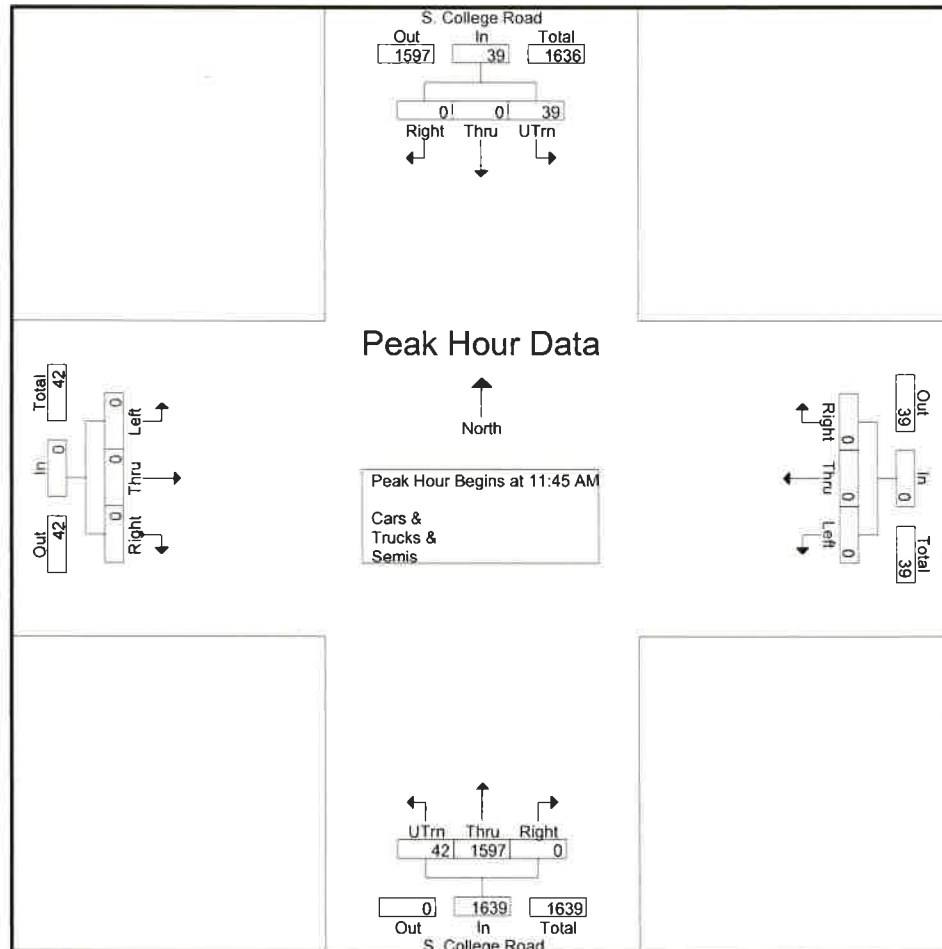 S. College Road
Out In Total
1597 39 1636
0 0 39
Right Thru UTrn
Peak Hour Data
North
Peak Hour Begins at 11:45 AM
Cars &
Trucks &
Semis
Total
42
In
0
Out
42
0 Left
0 Thru
0 Right
Right 0
Thru 0
Left 0
Out
39
In
0
Total
39
UTrn Thru Right
42 1597 0
0 1639 1639
Out In Total
S. College Road